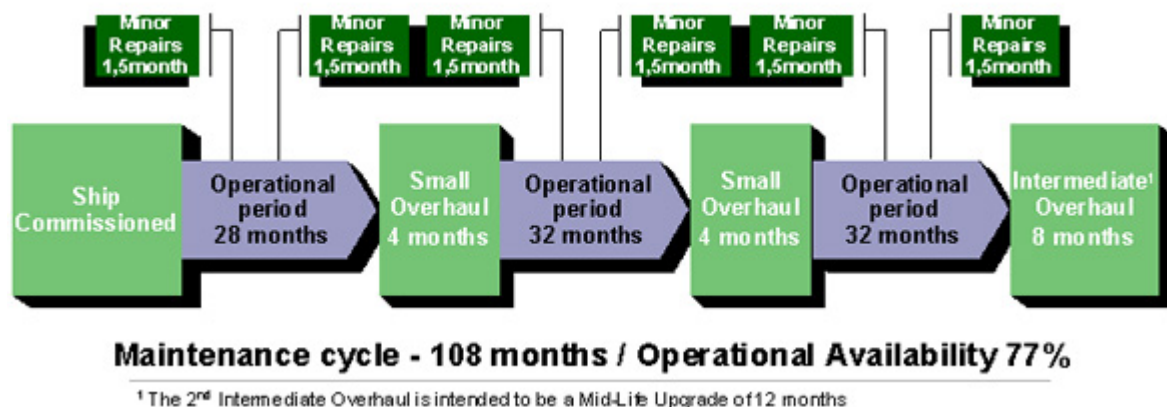 Minor
Repairs
1,5month
Minor
Repairs
1,5month
Minor
Repairs
1,5month
Minor
Repairs
1,5month
Minor
Repairs
1,5month
Minor
Repairs
1,5month
Ship
Commissioned
Operational
period
28 months
Small
Overhaul
4 months
Operational
period
32 months
Small
Overhaul
4 months
Operational
period
32 months
Intermediate¹
Overhaul
8 months
Maintenance cycle - 108 months / Operational Availability 77%
¹ The 2nd Intermediate Overhaul is intended to be a Mid-Life Upgrade of 12 months